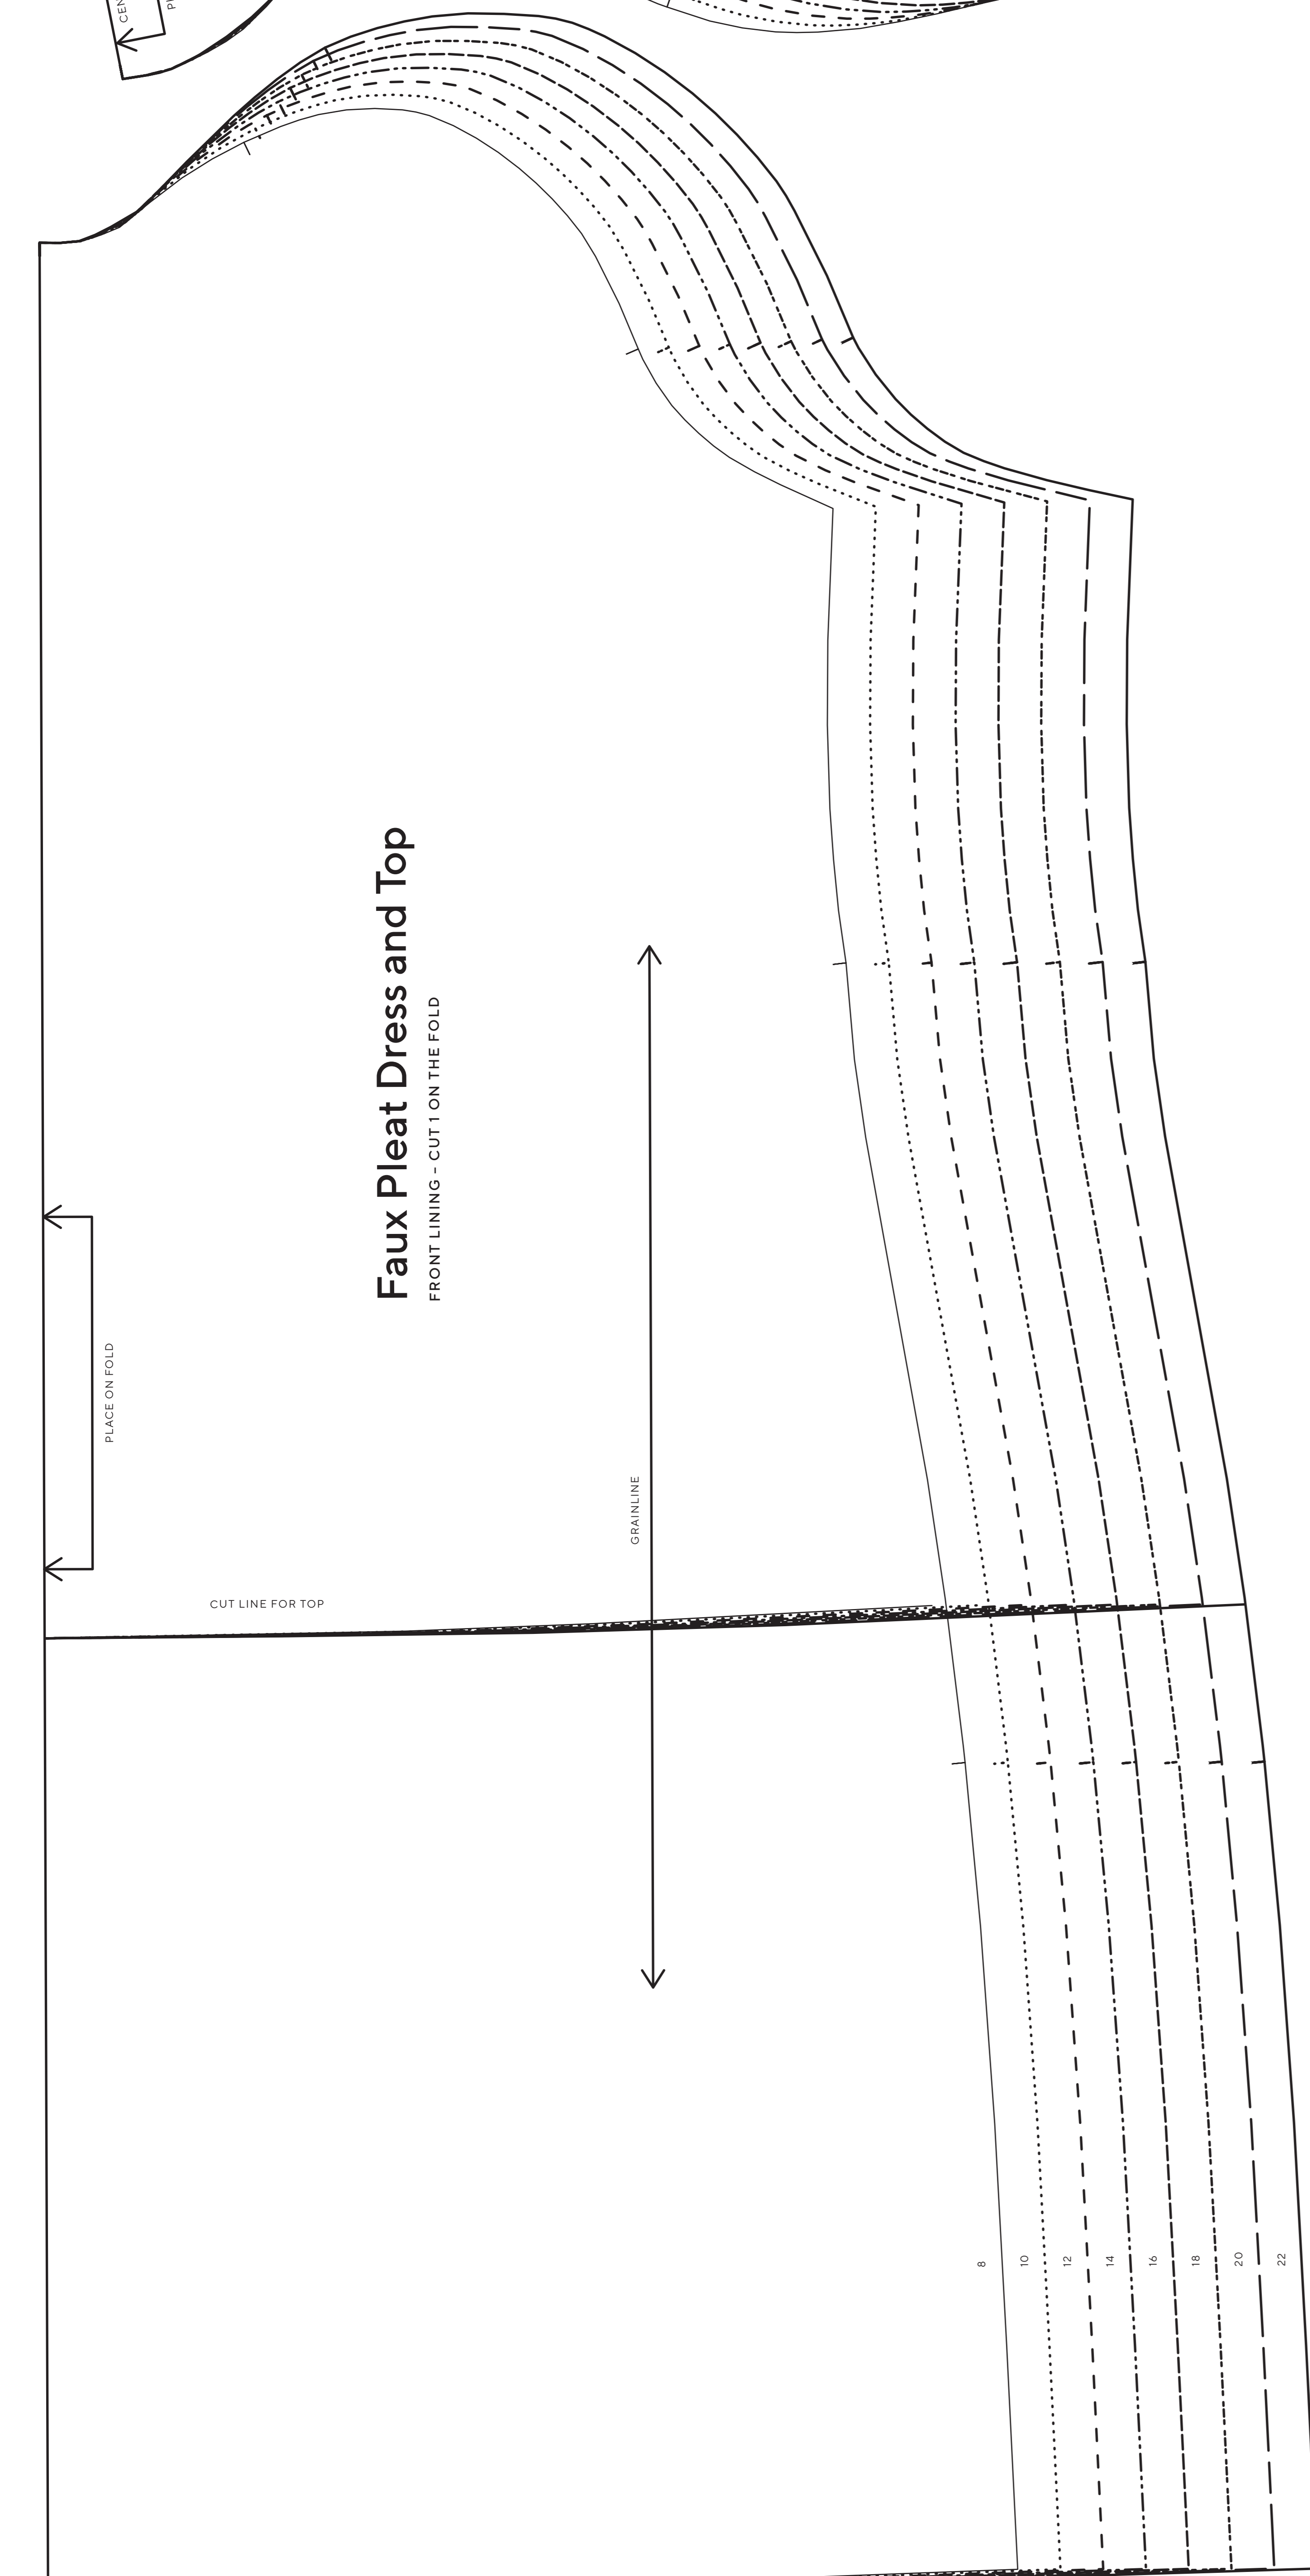 CEN
Faux Pleat Dress and Top
FRONT LINING – CUT 1 ON THE FOLD
PLACE ON FOLD
GRAINLINE
CUT LINE FOR TOP
8
10
12
14
16
18
20
22